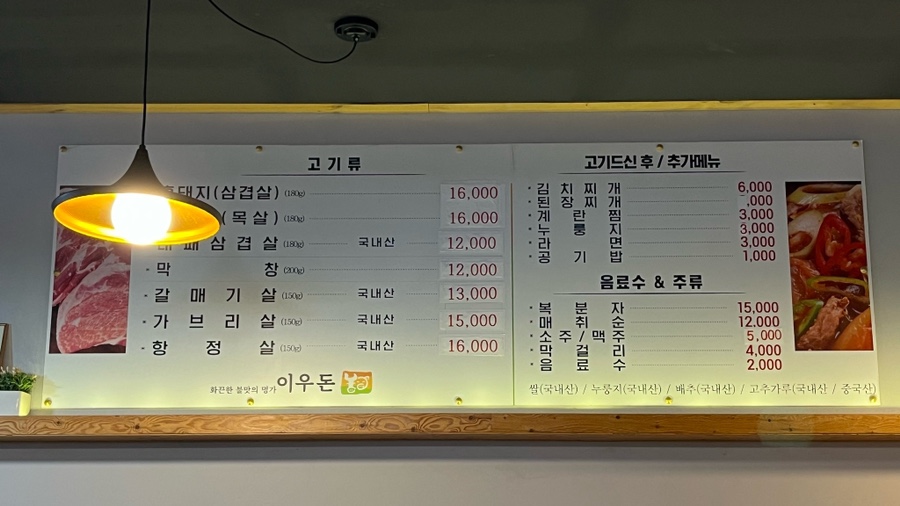 고기류
돼지(삼겹살) (180g) 16,000
(목살) (180g) 16,000
패삼겹살 (180g) 국내산 12,000
막창 (200g) 12,000
갈매기살 (150g) 국내산 13,000
가브리살 (150g) 국내산 15,000
항정살 (150g) 국내산 16,000
화끈한 불맛의 명가 이우돈
고기드신 후 / 추가메뉴
김치찌개 6,000
된장찌개 ,000
계란찜 3,000
누룽지 3,000
라면 3,000
공기밥 1,000
음료수 & 주류
복분자 15,000
매취순 12,000
소주/맥주 5,000
막걸리 4,000
음료수 2,000
쌀(국내산) / 누룽지(국내산) / 배추(국내산) / 고추가루(국내산 / 중국산)